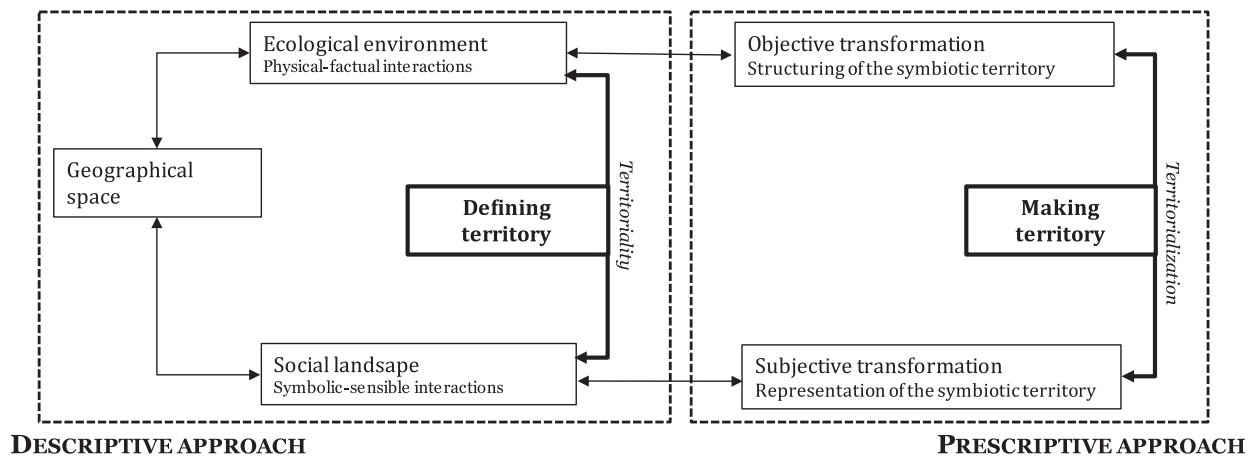 Ecological environment
Physical-factual interactions
Objective transformation
Structuring of the symbiotic territory
Geographical
space
Defining
territory
Territoriality
Making
territory
Territorialization
Social landsape
Symbolic-sensible interactions
Subjective transformation
Representation of the symbiotic territory
DESCRIPTIVE APPROACH
PRESCRIPTIVE APPROACH